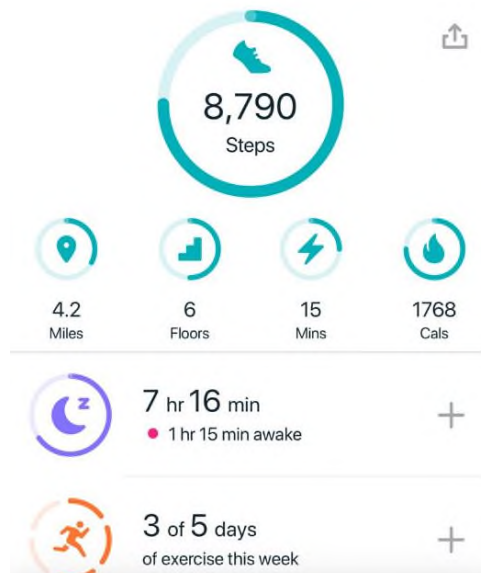 8,790
Steps
4.2
Miles
6
Floors
15
Mins
1768
Cals
z
7 hr 16 min
1 hr 15 min awake
3 of 5 days
of exercise this week